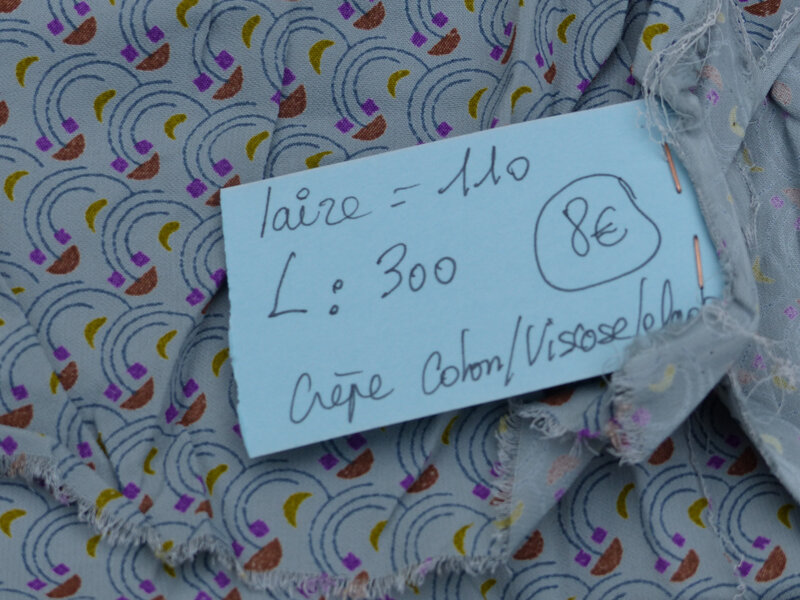 laize = 110
L : 300 8€
Crêpe Coton/Viscose/